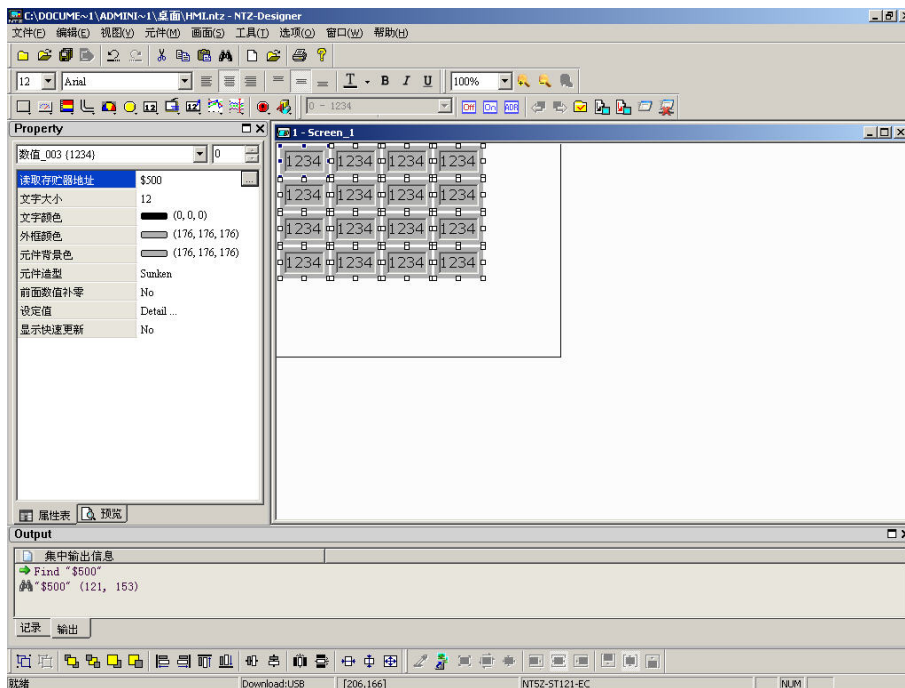 C:\DOCUME~1\ADMINI~1\桌面\HMI.ntz - NTZ-Designer
文件(F) 编辑(E) 视图(V) 元件(M) 画面(S) 工具(T) 选项(O) 窗口(W) 帮助(H)
12 Arial 100%
0 - 1234
Property
数值_003 {1234} 0
读取存贮器地址 $500 ...
文字大小 12
文字颜色 (0, 0, 0)
外框颜色 (176, 176, 176)
元件背景色 (176, 176, 176)
元件造型 Sunken
前面数值补零 No
设定值 Detail ...
显示快速更新 No
属性表 预览
1 - Screen_1
1234 1234 1234 1234
1234 1234 1234 1234
1234 1234 1234 1234
1234 1234 1234 1234
Output
集中输出信息
Find "$500"
"$500" (121, 153)
记录 输出
就绪 Download:USB [206,166] NT5Z-ST121-EC NUM